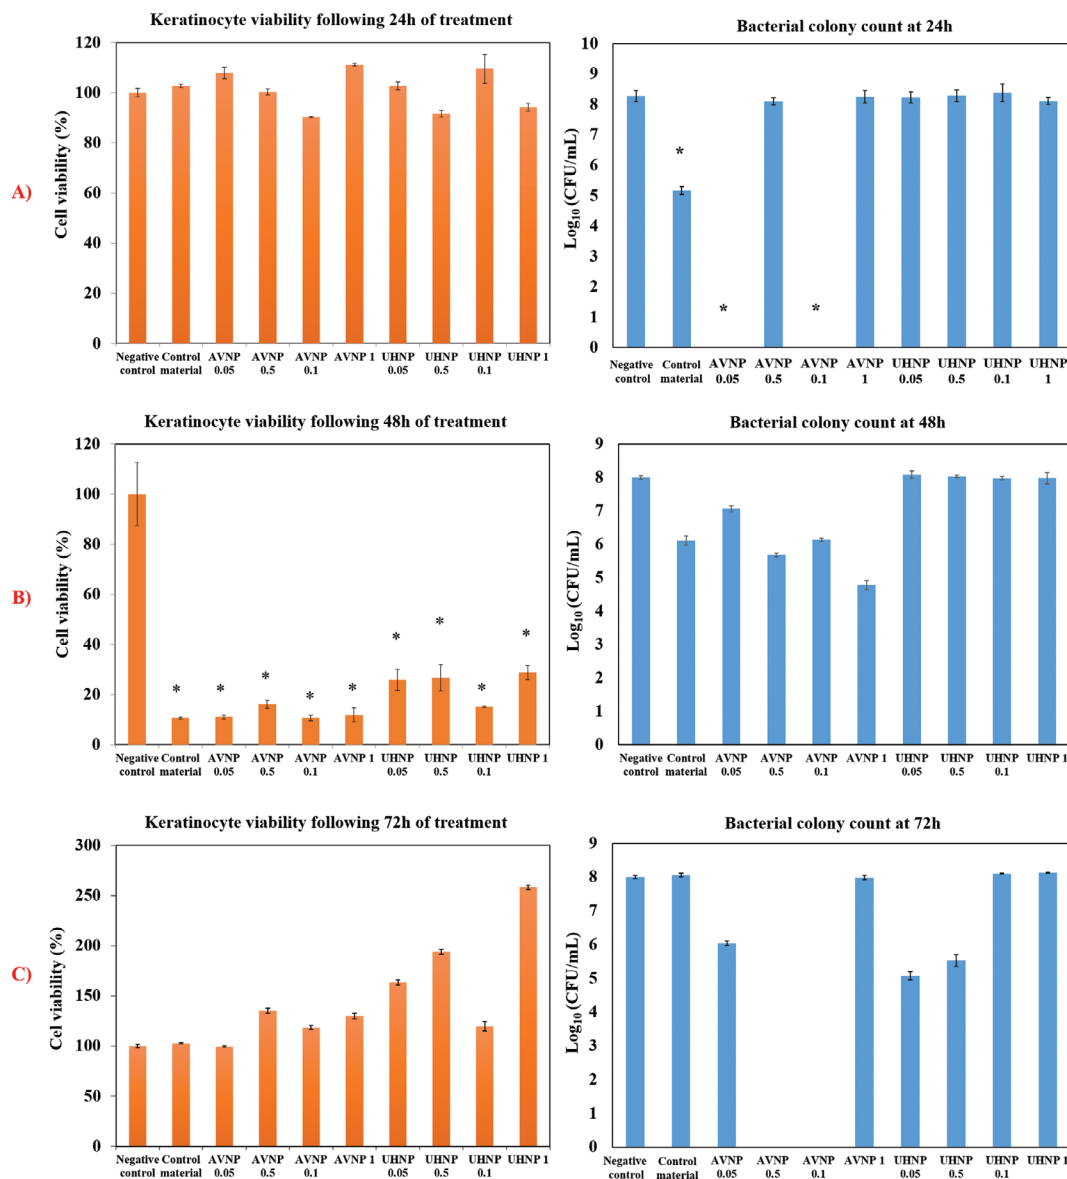 Keratinocyte viability following 24h of treatment
Bacterial colony count at 24h
A)
Cell viability (%)
120
100
80
60
40
20
0
Negative control
Control material
AVNP 0.05
AVNP 0.5
AVNP 0.1
AVNP 1
UHNP 0.05
UHNP 0.5
UHNP 0.1
UHNP 1
Log10 (CFU/mL)
10
9
8
7
6
5
4
3
2
1
0
*
*
*
Negative control
Control material
AVNP 0.05
AVNP 0.5
AVNP 0.1
AVNP 1
UHNP 0.05
UHNP 0.5
UHNP 0.1
UHNP 1
Keratinocyte viability following 48h of treatment
Bacterial colony count at 48h
B)
Cell viability (%)
120
100
80
60
40
20
0
*
*
*
*
*
*
*
*
*
Negative control
Control material
AVNP 0.05
AVNP 0.5
AVNP 0.1
AVNP 1
UHNP 0.05
UHNP 0.5
UHNP 0.1
UHNP 1
Log10 (CFU/mL)
9
8
7
6
5
4
3
2
1
0
Negative control
Control material
AVNP 0.05
AVNP 0.5
AVNP 0.1
AVNP 1
UHNP 0.05
UHNP 0.5
UHNP 0.1
UHNP 1
Keratinocyte viability following 72h of treatment
Bacterial colony count at 72h
C)
Cel viability (%)
300
250
200
150
100
50
0
Negative control
Control material
AVNP 0.05
AVNP 0.5
AVNP 0.1
AVNP 1
UHNP 0.05
UHNP 0.5
UHNP 0.1
UHNP 1
Log10 (CFU/mL)
9
8
7
6
5
4
3
2
1
0
Negative control
Control material
AVNP 0.05
AVNP 0.5
AVNP 0.1
AVNP 1
UHNP 0.05
UHNP 0.5
UHNP 0.1
UHNP 1